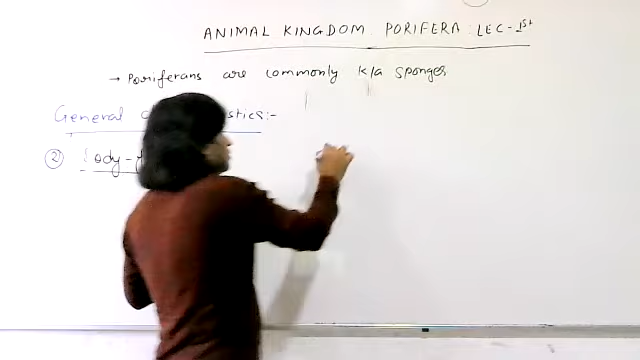 ANIMAL KINGDOM PORIFERA : LEC-1st
→ Poriferans are commonly k/a sponges
General stics:-
②